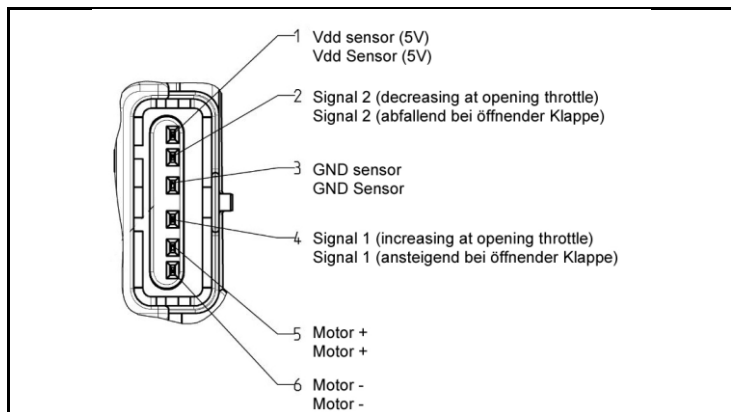 1 Vdd sensor (5V)
Vdd Sensor (5V)
2 Signal 2 (decreasing at opening throttle)
Signal 2 (abfallend bei öffnender Klappe)
3 GND sensor
GND Sensor
4 Signal 1 (increasing at opening throttle)
Signal 1 (ansteigend bei öffnender Klappe)
5 Motor +
Motor +
6 Motor -
Motor -